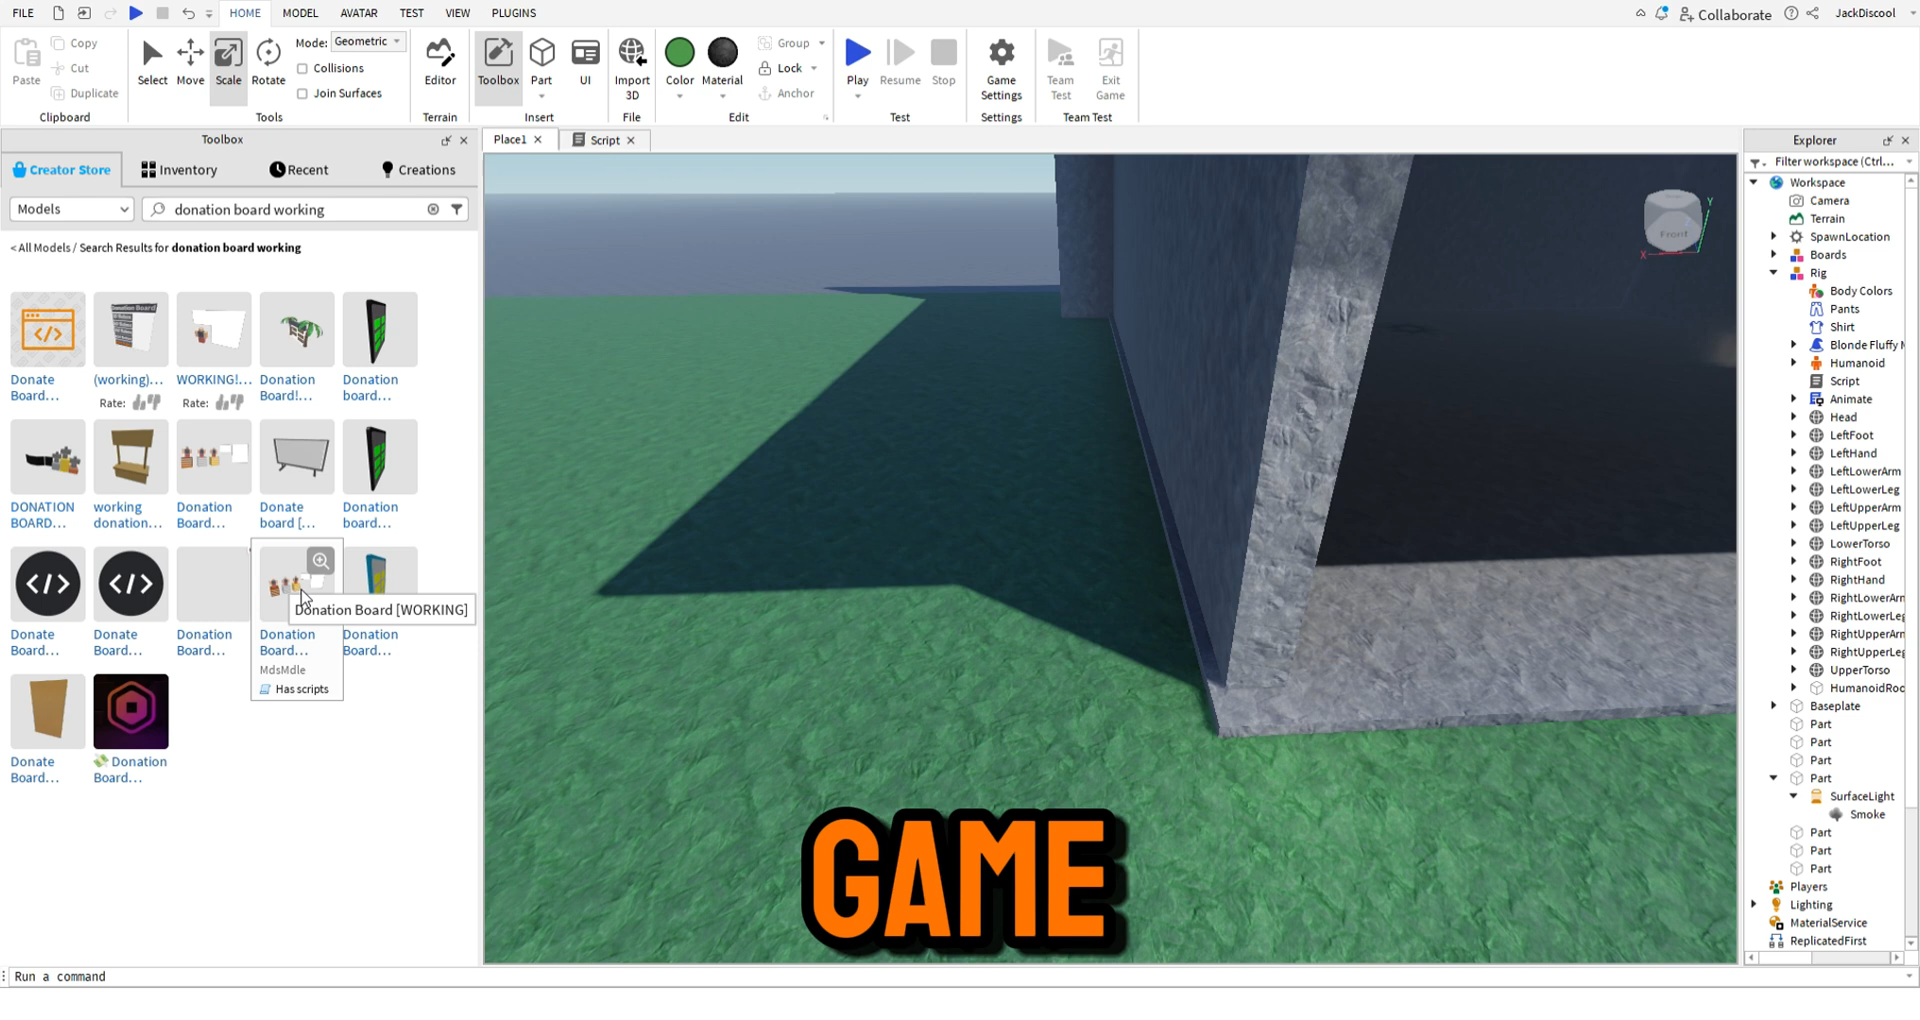 FILE HOME MODEL AVATAR TEST VIEW PLUGINS Collaborate JackDiscool
Paste Copy Cut Duplicate Clipboard
Select Move Scale Rotate Mode: Geometric Collisions Join Surfaces Tools
Editor Terrain
Toolbox Part UI Insert
Import 3D File
Color Material Group Lock Anchor Edit
Play Resume Stop Test
Game Settings Settings
Team Test Exit Game Team Test
Toolbox
Creator Store Inventory Recent Creations
Models donation board working
< All Models / Search Results for donation board working
Donate Board... (working)... WORKING!... Donation Board!... Donation board...
Rate: Rate:
DONATION BOARD... working donation... Donation Board... Donate board [... Donation board...
Donation Board [WORKING]
Donate Board... Donate Board... Donation Board... Donation Board... Donation Board...
MdsMdle
Has scripts
Donate Board... Donation Board...
Place1 Script
Front
X
Y
GAME
Explorer
Filter workspace (Ctrl...
Workspace
Camera
Terrain
SpawnLocation
Boards
Rig
Body Colors
Pants
Shirt
Blonde Fluffy
Humanoid
Script
Animate
Head
LeftFoot
LeftHand
LeftLowerArm
LeftLowerLeg
LeftUpperArm
LeftUpperLeg
LowerTorso
RightFoot
RightHand
RightLowerArn
RightLowerLeg
RightUpperArn
RightUpperLeg
UpperTorso
HumanoidRoo
Baseplate
Part
Part
Part
Part
SurfaceLight
Smoke
Part
Part
Part
Players
Lighting
MaterialService
ReplicatedFirst
Run a command